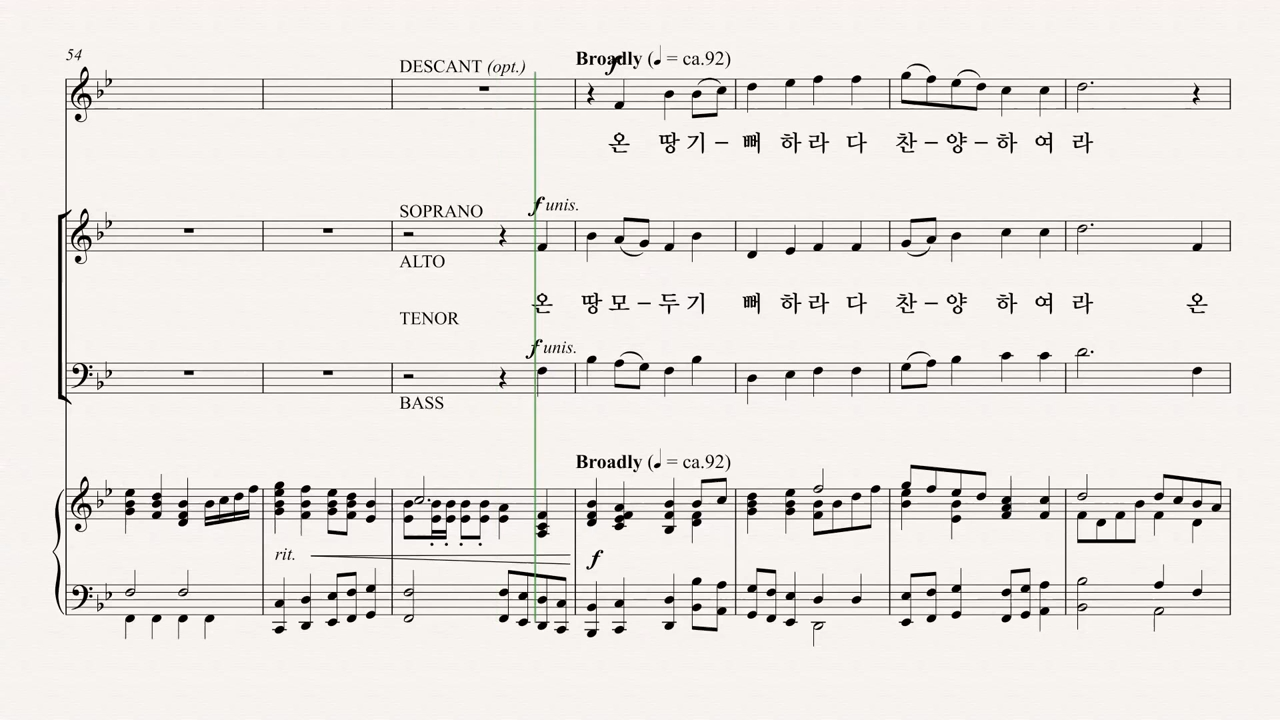 54
DESCANT (opt.)
Broadly (♩ = ca.92)
f
온 땅 기 – 뻐 하 라 다 찬 – 양 – 하 여 라
SOPRANO
f unis.
ALTO
온 땅 모 – 두 기 뻐 하 라 다 찬 – 양 하 여 라 온
TENOR
f unis.
BASS
Broadly (♩ = ca.92)
rit.
f